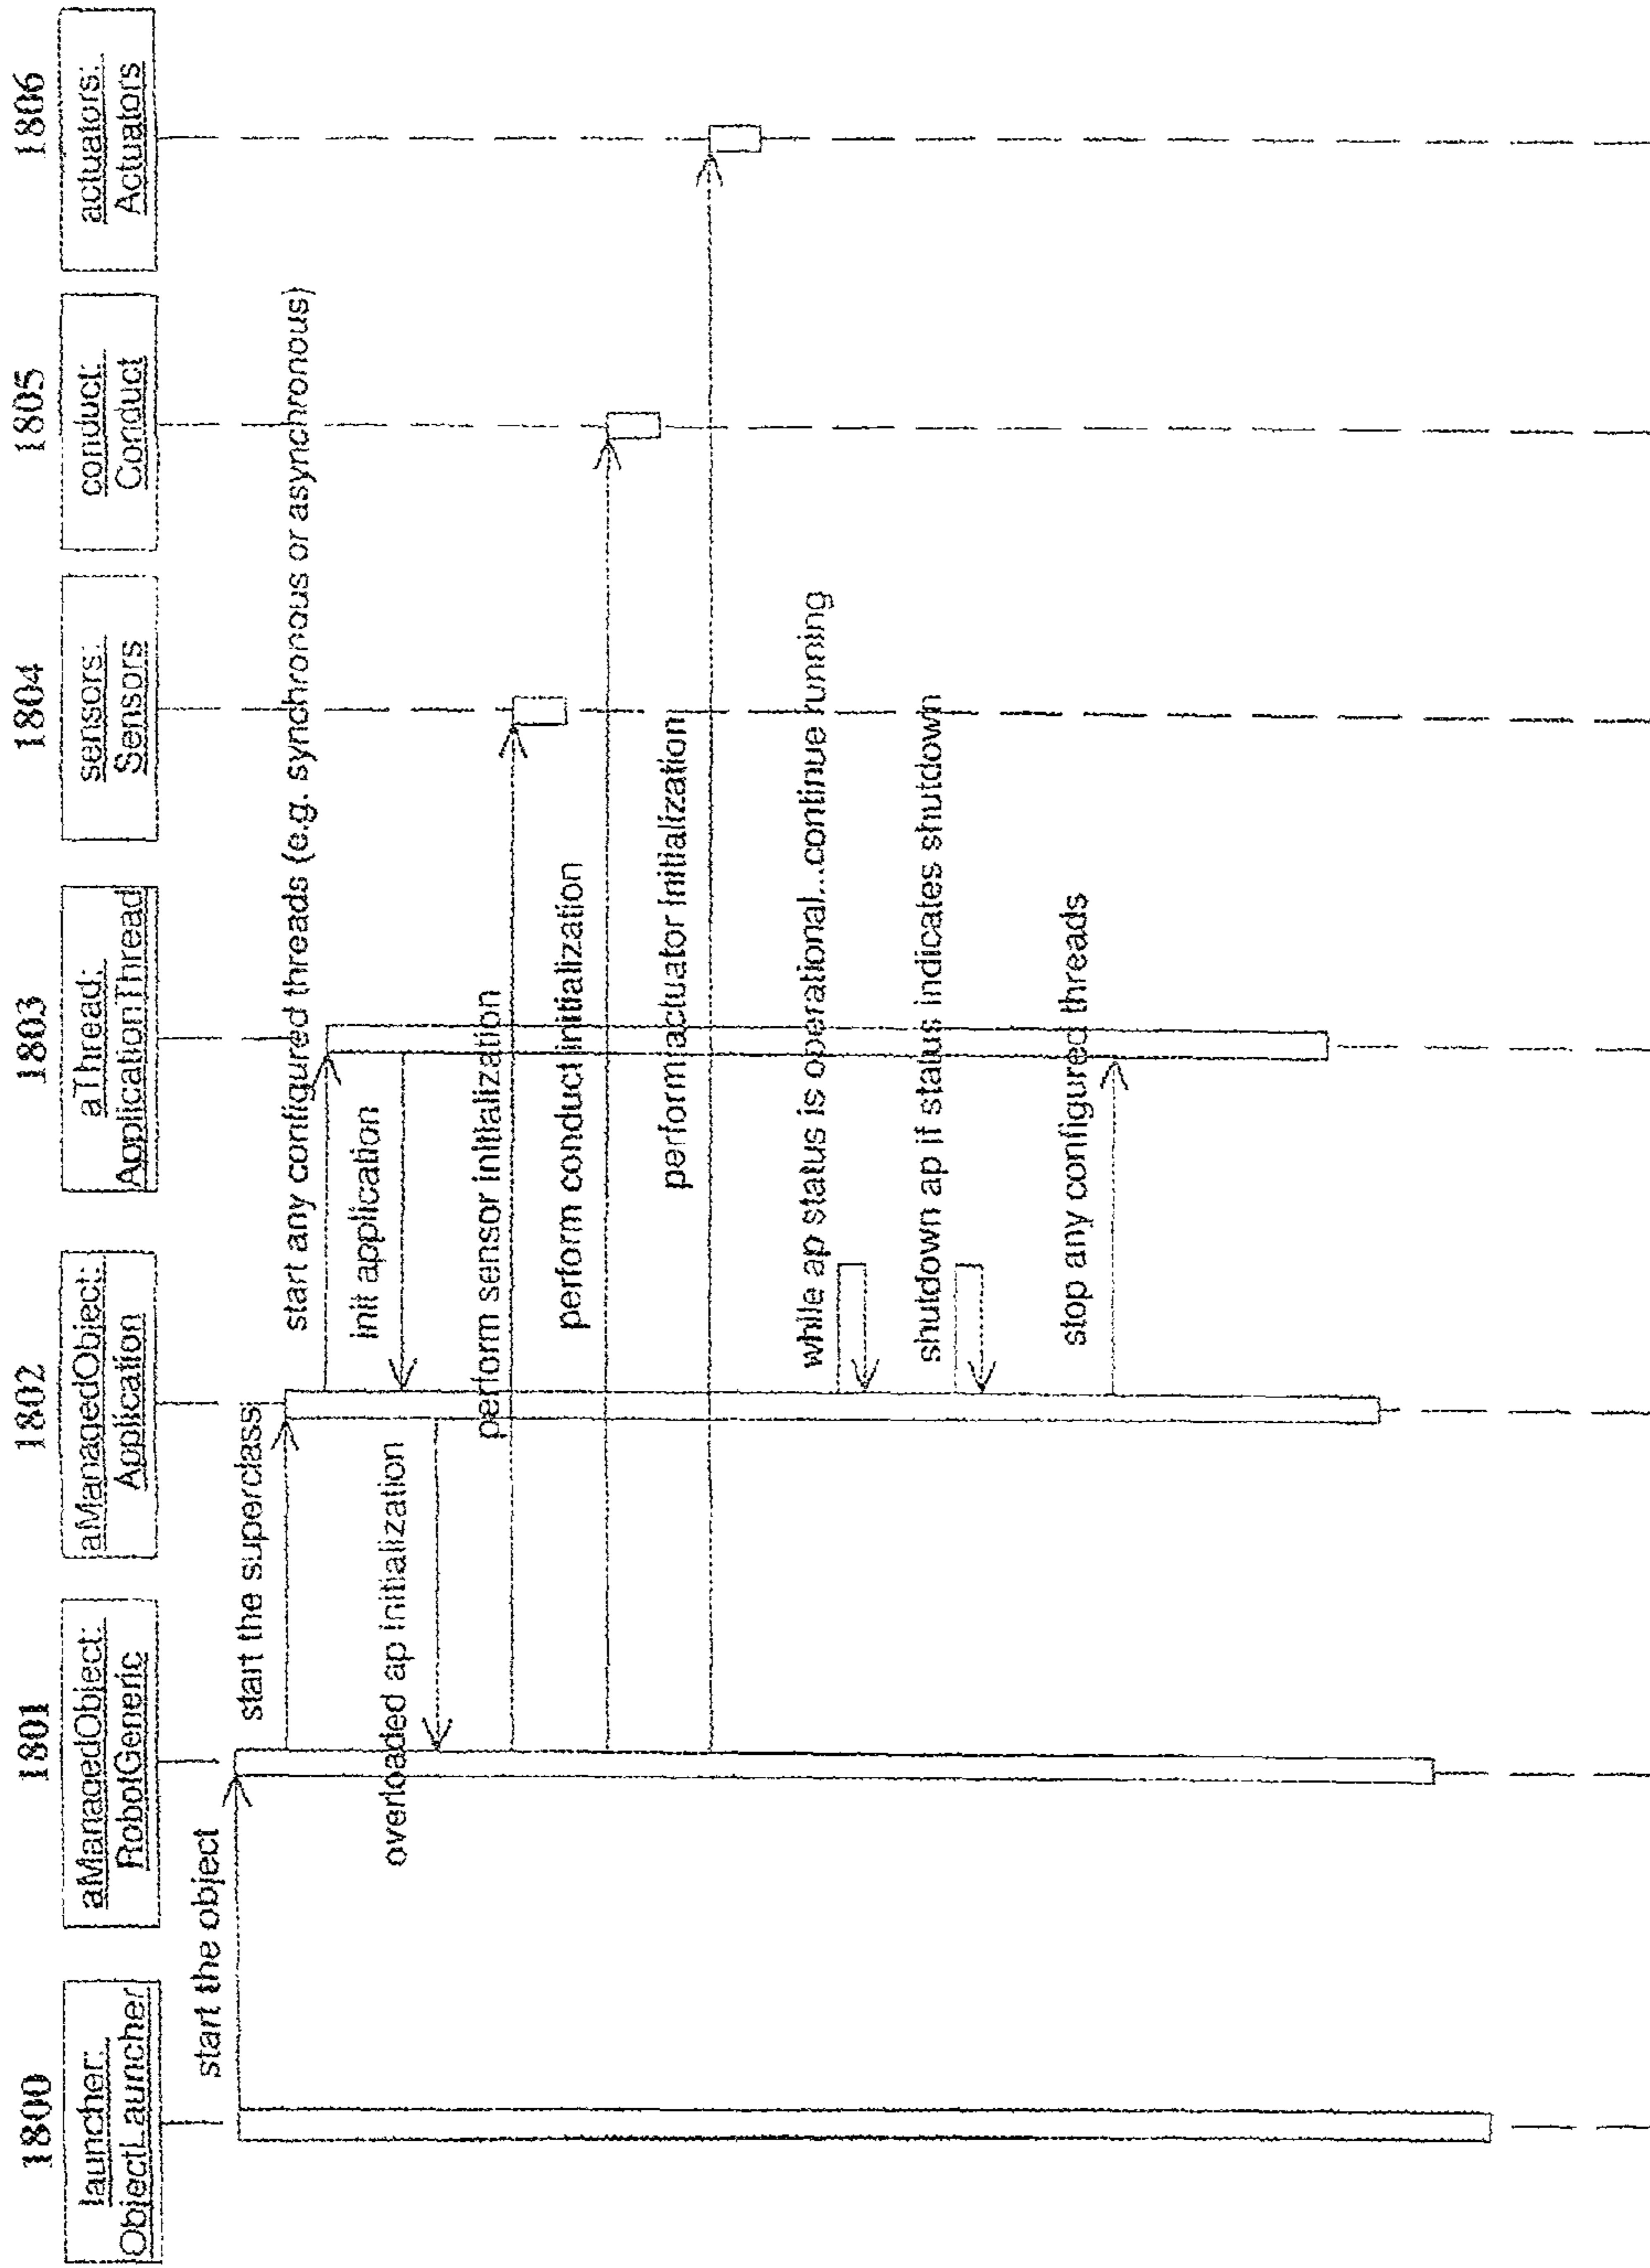 1800
launcher:
ObjectLauncher
1801
aManagedObject:
RobotGeneric
1802
aManagedObject:
Application
1803
aThread:
ApplicationThread
1804
sensors:
Sensors
1805
conduct:
Conduct
1806
actuators:
Actuators
start the object
start the superclass
start any configured threads (e.g. synchronous or asynchronous)
init application
overloaded ap initialization
perform sensor initialization
perform conduct initialization
perform actuator initialization
while ap status is operational...continue running
shutdown ap if status indicates shutdown
stop any configured threads